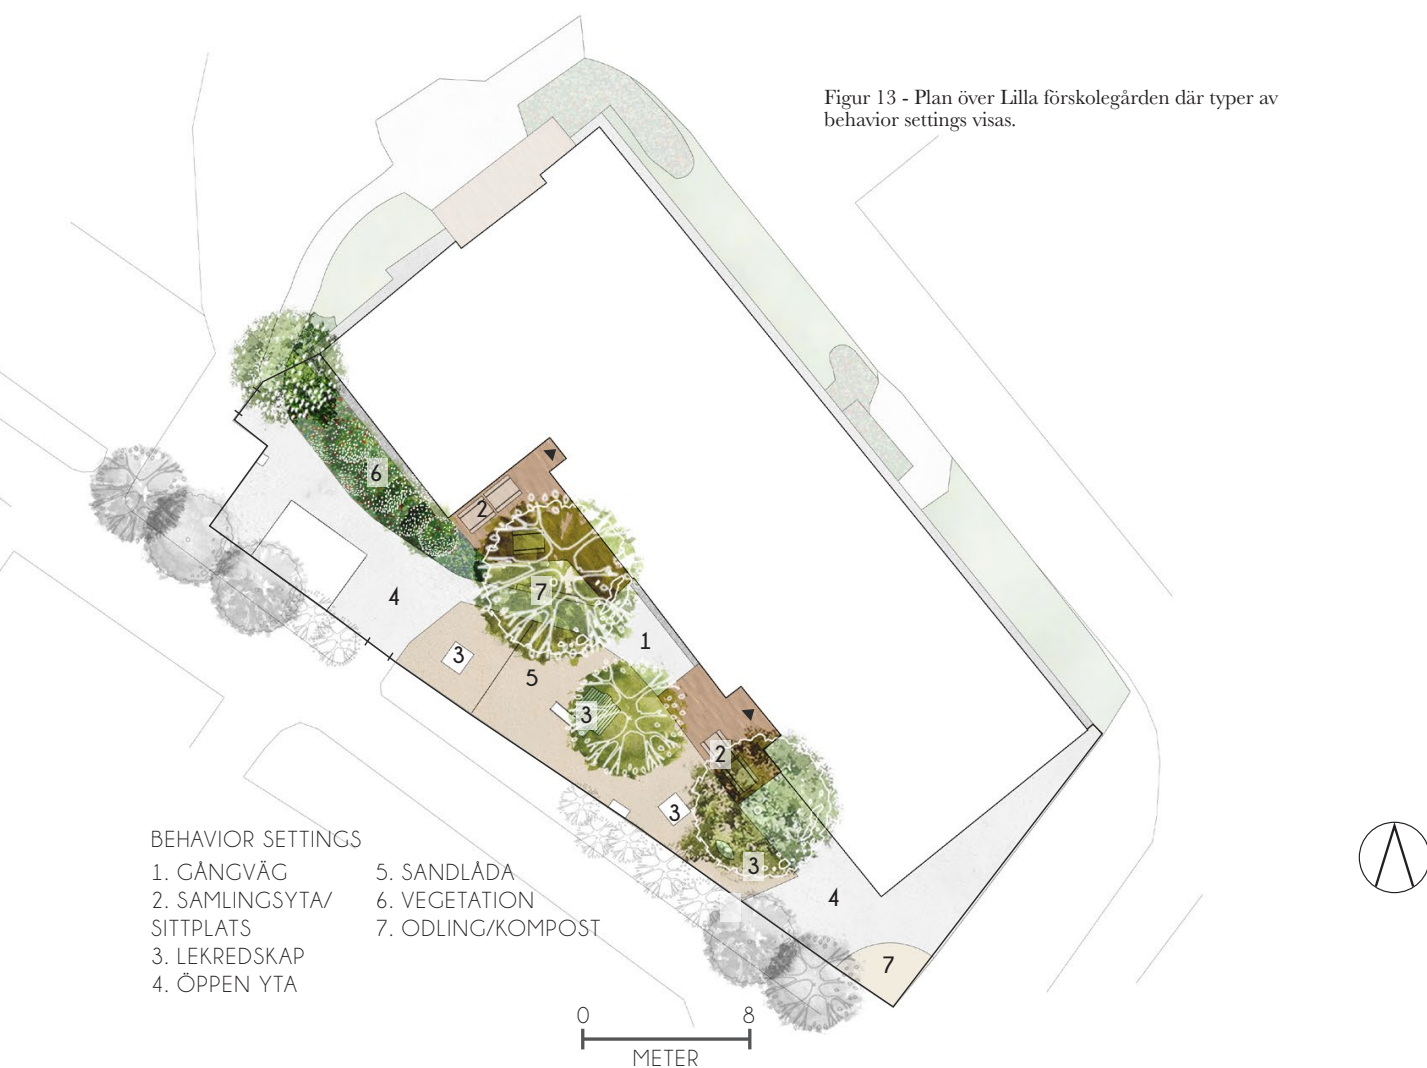 Figur 13 - Plan över Lilla förskolegården där typer av
behavior settings visas.
6
2
7
4
1
3
5
3
2
3
3
4
7
BEHAVIOR SETTINGS
1. GÅNGVÄG
2. SAMLINGSYTA/
SITTPLATS
3. LEKREDSKAP
4. ÖPPEN YTA
5. SANDLÅDA
6. VEGETATION
7. ODLING/KOMPOST
0 8
METER